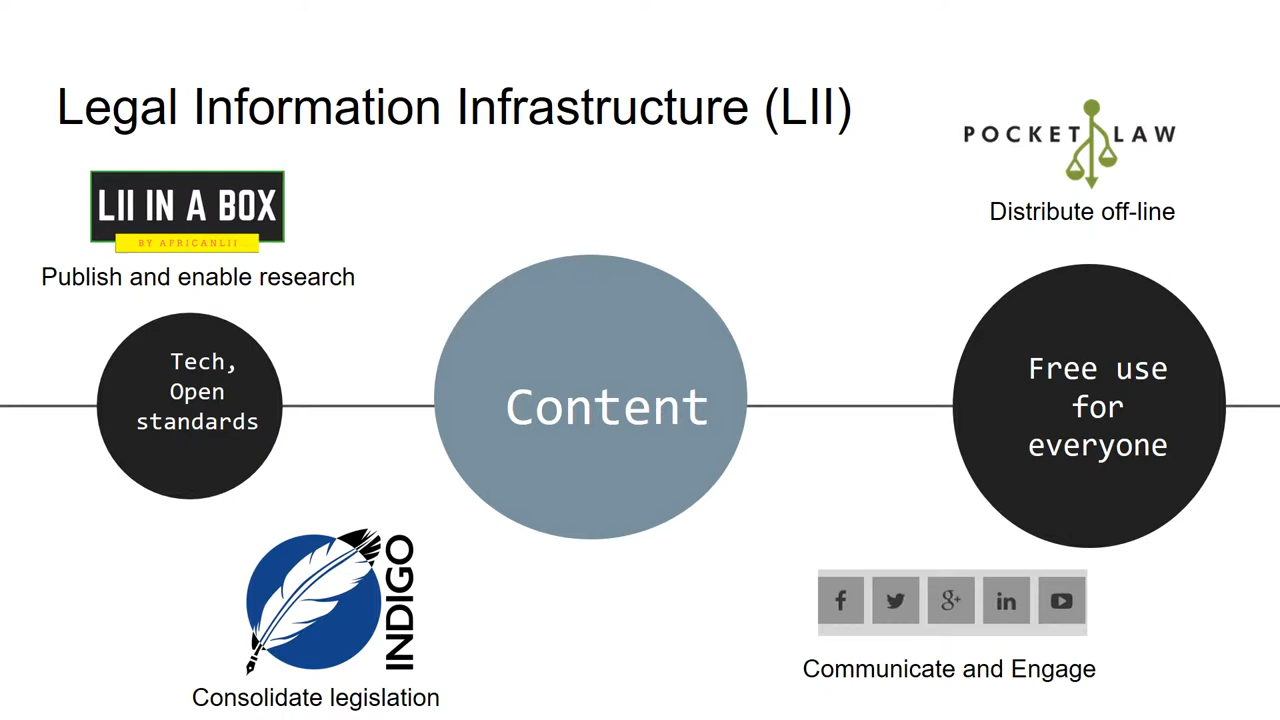 Legal Information Infrastructure (LII)
POCKET LAW
Distribute off-line
LII IN A BOX
BY AFRICANLII
Publish and enable research
Tech,
Open
standards
Content
Free use
for
everyone
INDIGO
Consolidate legislation
f g+ in
Communicate and Engage